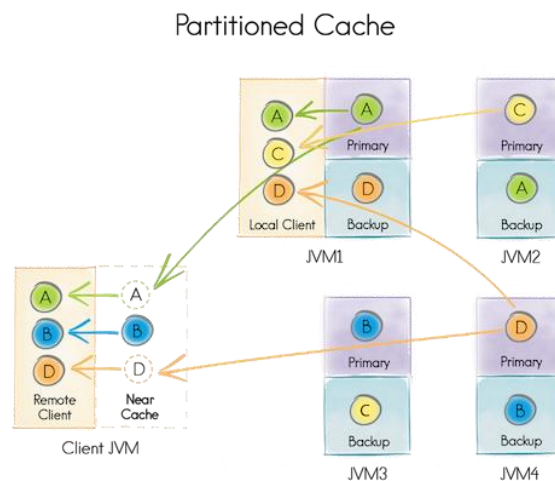 Partitioned Cache
A
A
C
C
Primary
Primary
D
D
A
Local Client
Backup
Backup
JVM1
JVM2
A
A
B
B
B
D
D
D
Primary
Primary
Remote
Client
Near
Cache
C
B
Backup
Backup
Client JVM
JVM3
JVM4